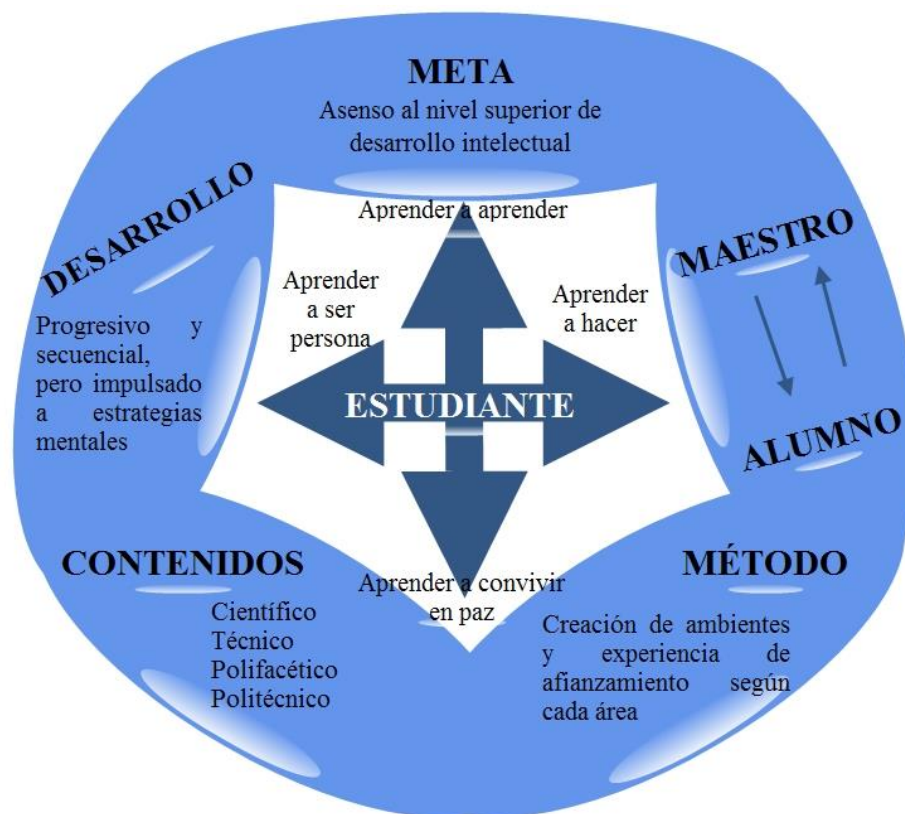 META
Asenso al nivel superior de
desarrollo intelectual
DESARROLLO
Progresivo y
secuencial,
pero impulsado
a estrategias
mentales
Aprender a aprender
Aprender
a ser
persona
Aprender
a hacer
ESTUDIANTE
Aprender a convivir
en paz
MAESTRO
ALUMNO
CONTENIDOS
Científico
Técnico
Polifacético
Politécnico
MÉTODO
Creación de ambientes
y experiencia de
afianzamiento según
cada área